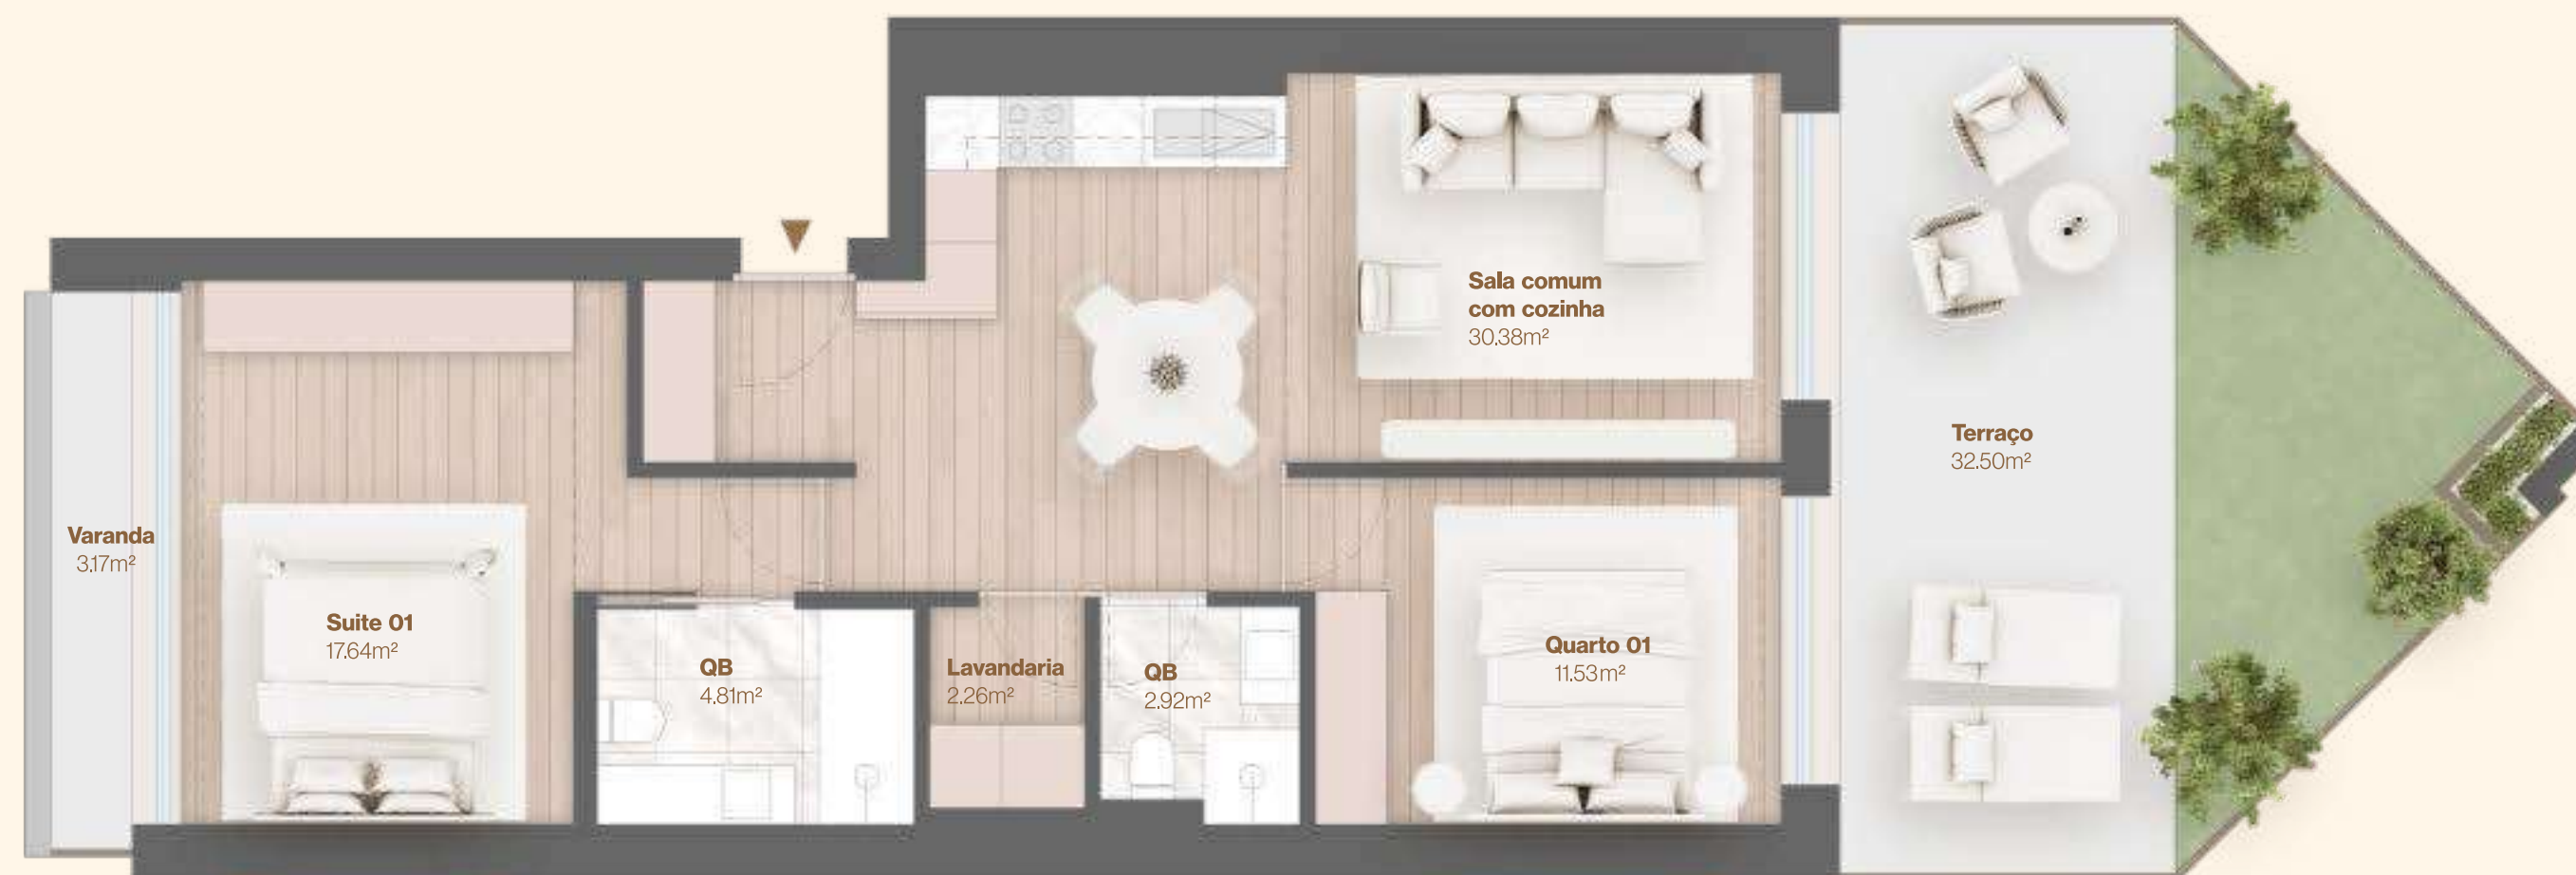 Varanda
3.17m²
Suite 01
17.64m²
QB
4.81m²
Lavandaria
2.26m²
QB
2.92m²
Sala comum
com cozinha
30.38m²
Quarto 01
11.53m²
Terraço
32.50m²